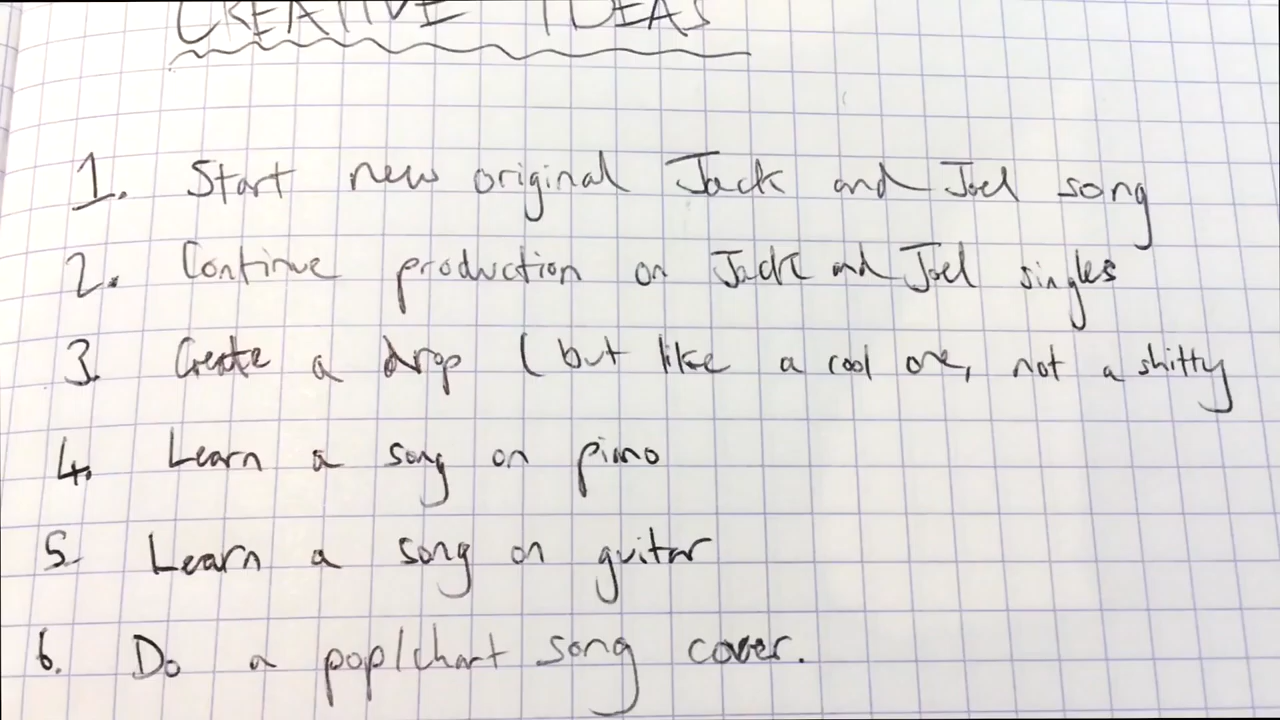 CREATIVE IDEAS
1. Start new original Jack and Joel song
2. Continue production on Jack and Joel singles
3. Create a drop (but like a cool one, not a shitty
4. Learn a song on piano
5. Learn a song on guitar
6. Do a pop/chart song cover.